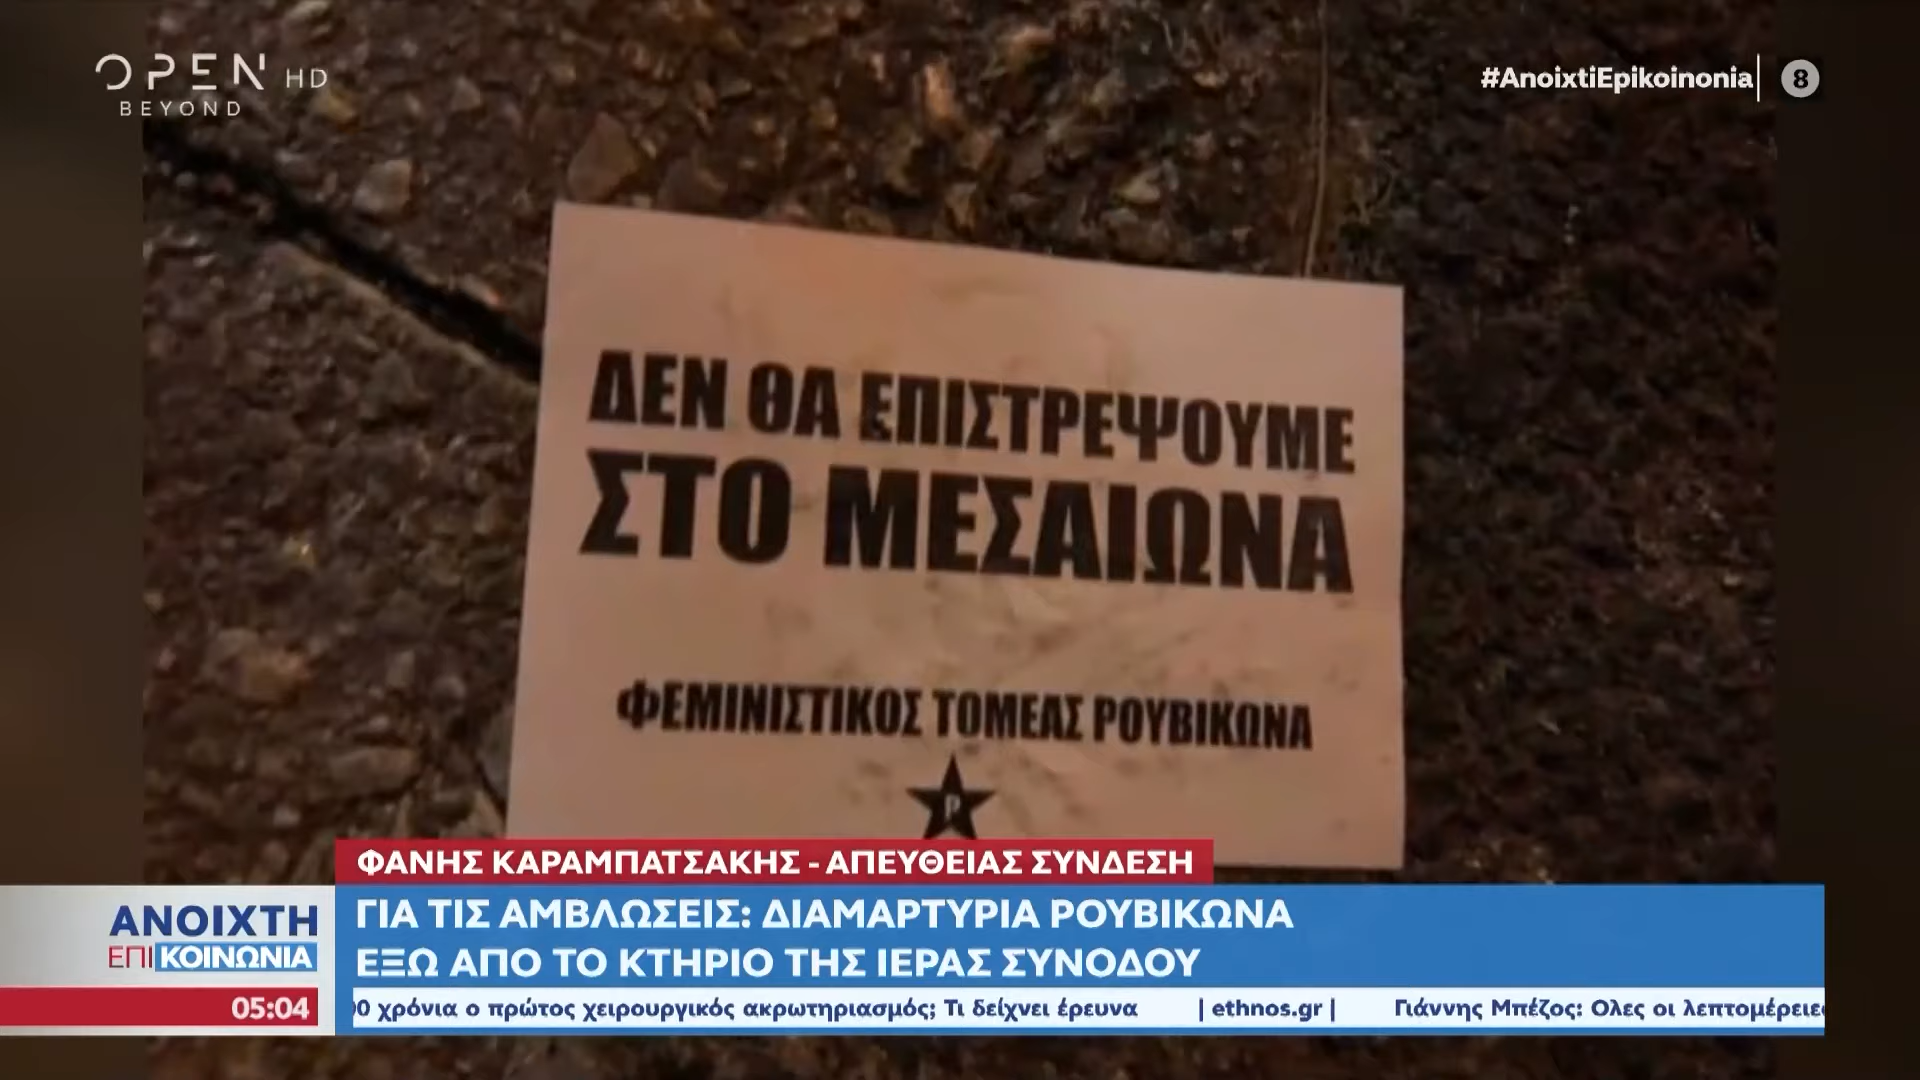 OPEN HD
BEYOND
#AnoixtiEpikoinonia
8
ΔΕΝ ΘΑ ΕΠΙΣΤΡΕΨΟΥΜΕ
ΣΤΟ ΜΕΣΑΙΩΝΑ
ΦΕΜΙΝΙΣΤΙΚΟΣ ΤΟΜΕΑΣ ΡΟΥΒΙΚΩΝΑ
Ρ
ΦΑΝΗΣ ΚΑΡΑΜΠΑΤΣΑΚΗΣ - ΑΠΕΥΘΕΙΑΣ ΣΥΝΔΕΣΗ
ΑΝΟΙΧΤΗ
ΕΠΙΚΟΙΝΩΝΙΑ
ΓΙΑ ΤΙΣ ΑΜΒΛΩΣΕΙΣ: ΔΙΑΜΑΡΤΥΡΙΑ ΡΟΥΒΙΚΩΝΑ
ΕΞΩ ΑΠΟ ΤΟ ΚΤΗΡΙΟ ΤΗΣ ΙΕΡΑΣ ΣΥΝΟΔΟΥ
05:04
00 χρόνια ο πρώτος χειρουργικός ακρωτηριασμός; Τι δείχνει έρευνα | ethnos.gr | Γιάννης Μπέζος: Ολες οι λεπτομέρειες